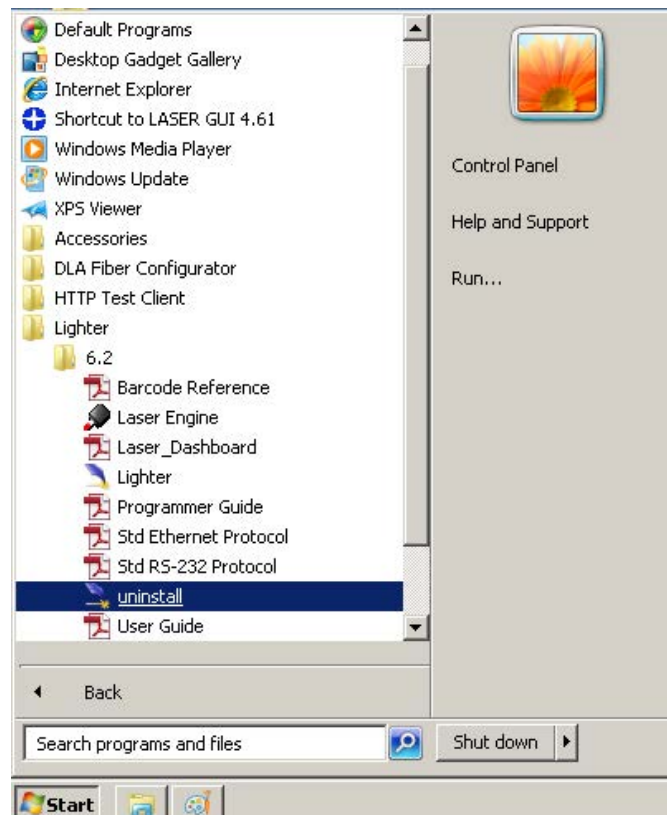 Default Programs
Desktop Gadget Gallery
Internet Explorer
Shortcut to LASER GUI 4.61
Windows Media Player
Windows Update
XPS Viewer
Accessories
DLA Fiber Configurator
HTTP Test Client
Lighter
6.2
Barcode Reference
Laser Engine
Laser_Dashboard
Lighter
Programmer Guide
Std Ethernet Protocol
Std RS-232 Protocol
uninstall
User Guide
Back
Search programs and files
Control Panel
Help and Support
Run...
Shut down
Start